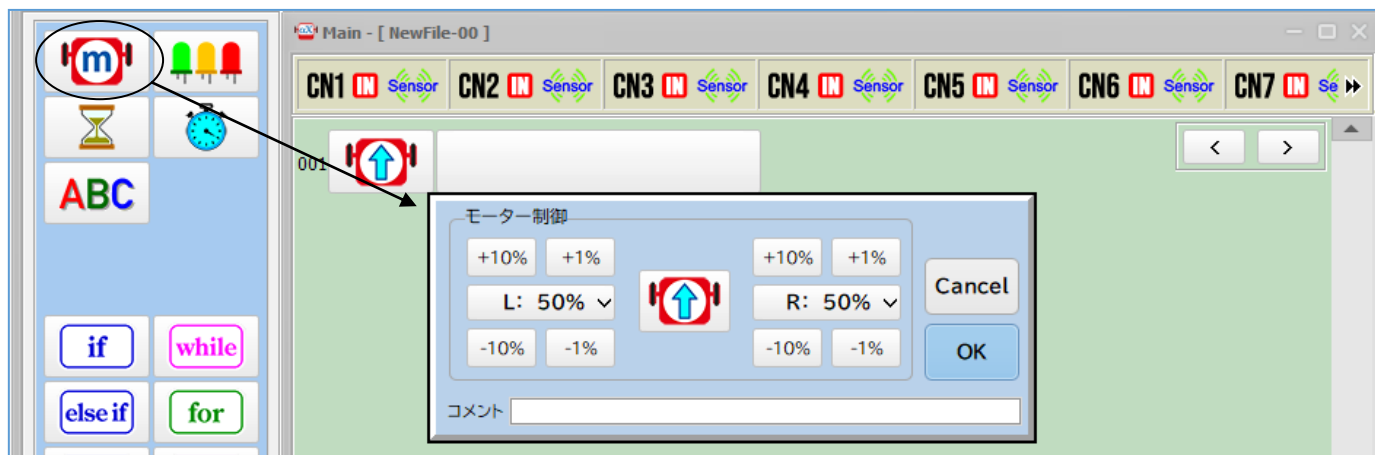 m
Main - [ NewFile-00 ]
CN1 IN Sensor CN2 IN Sensor CN3 IN Sensor CN4 IN Sensor CN5 IN Sensor CN6 IN Sensor CN7 IN Se
ABC
001
< >
モーター制御
+10% +1% +10% +1%
L: 50% R: 50%
-10% -1% -10% -1%
Cancel
OK
コメント
if while
else if for